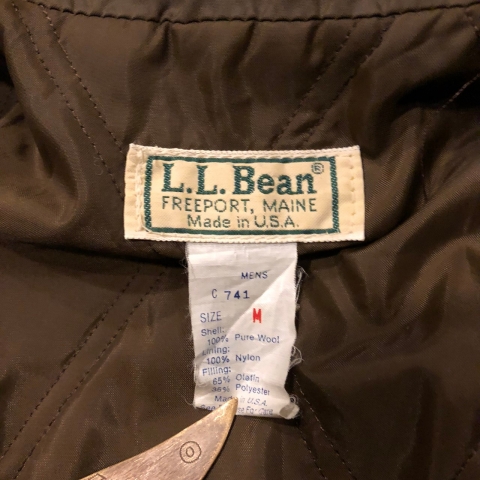 L.L.Bean®
FREEPORT, MAINE
Made in U.S.A.
MENS
C 741
SIZE M
Shell:
100% Pure Wool
Lining:
100% Nylon
Filling:
65% Olefin
35% Polyester
Made U.S.A.